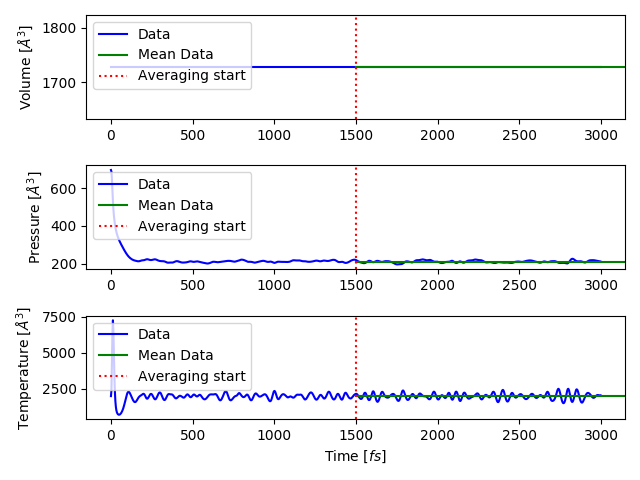 1800
1700
Volume [Å³]
Data
Mean Data
Averaging start
0 500 1000 1500 2000 2500 3000
600
400
200
Pressure [Å³]
Data
Mean Data
Averaging start
0 500 1000 1500 2000 2500 3000
7500
5000
2500
Temperature [Å³]
Data
Mean Data
Averaging start
0 500 1000 1500 2000 2500 3000
Time [fs]